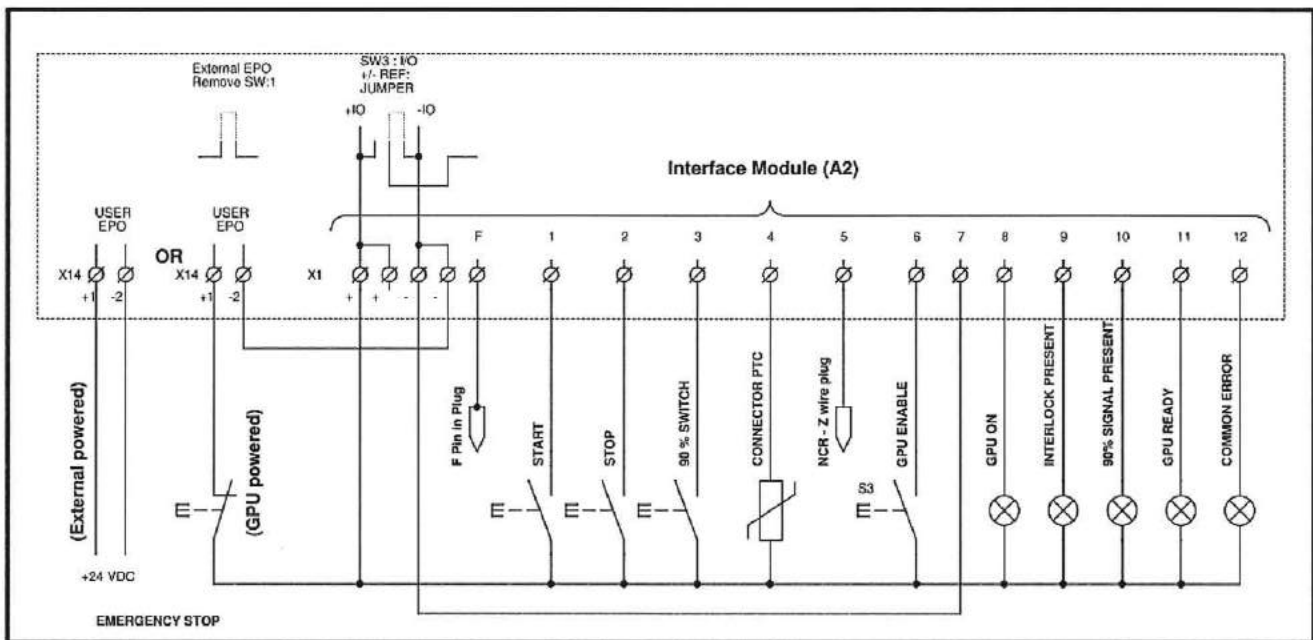 External EPO
Remove SW:1
SW3 : I/O
+/- REF:
JUMPER
+IO
-IO
Interface Module (A2)
USER
EPO
OR
USER
EPO
F
1
2
3
4
5
6
7
8
9
10
11
12
X14
X14
X1
+1
-2
+1
-2
+
+
-
-
(External powered)
(GPU powered)
F Pin in Plug
START
STOP
90 % SWITCH
CONNECTOR PTC
NCR - Z wire plug
GPU ENABLE
GPU ON
INTERLOCK PRESENT
90% SIGNAL PRESENT
GPU READY
COMMON ERROR
S3
+24 VDC
EMERGENCY STOP